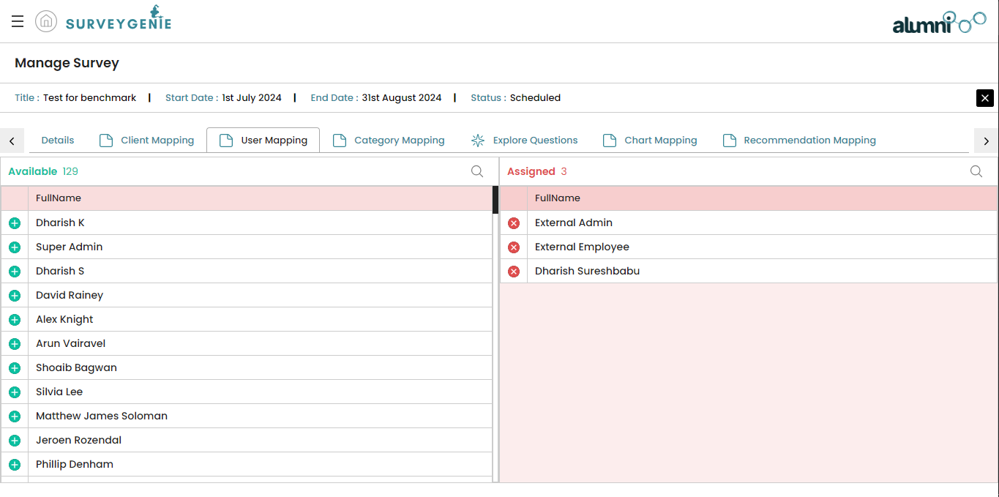 SURVEYGENIE
alumni
Manage Survey
Title : Test for benchmark | Start Date : 1st July 2024 | End Date : 31st August 2024 | Status : Scheduled
Details Client Mapping User Mapping Category Mapping Explore Questions Chart Mapping Recommendation Mapping
Available 129
FullName
Dharish K
Super Admin
Dharish S
David Rainey
Alex Knight
Arun Vairavel
Shoaib Bagwan
Silvia Lee
Matthew James Soloman
Jeroen Rozendal
Phillip Denham
Assigned 3
FullName
External Admin
External Employee
Dharish Sureshbabu